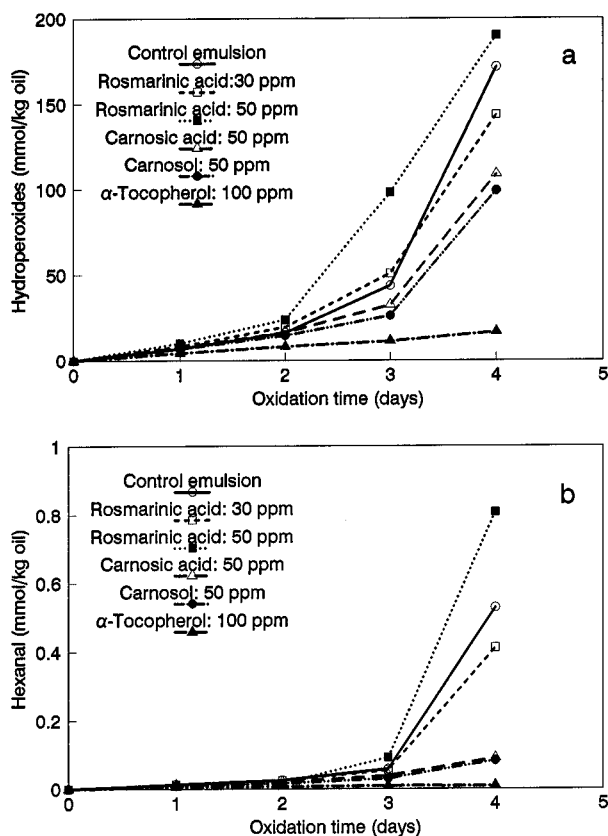 a
Control emulsion
Rosmarinic acid:30 ppm
Rosmarinic acid: 50 ppm
Carnosic acid: 50 ppm
Carnosol: 50 ppm
α-Tocopherol: 100 ppm
Hydroperoxides (mmol/kg oil)
200
150
100
50
0
0 1 2 3 4 5
Oxidation time (days)
b
Control emulsion
Rosmarinic acid: 30 ppm
Rosmarinic acid: 50 ppm
Carnosic acid: 50 ppm
Carnosol: 50 ppm
α-Tocopherol: 100 ppm
Hexanal (mmol/kg oil)
1
0.8
0.6
0.4
0.2
0
0 1 2 3 4 5
Oxidation time (days)